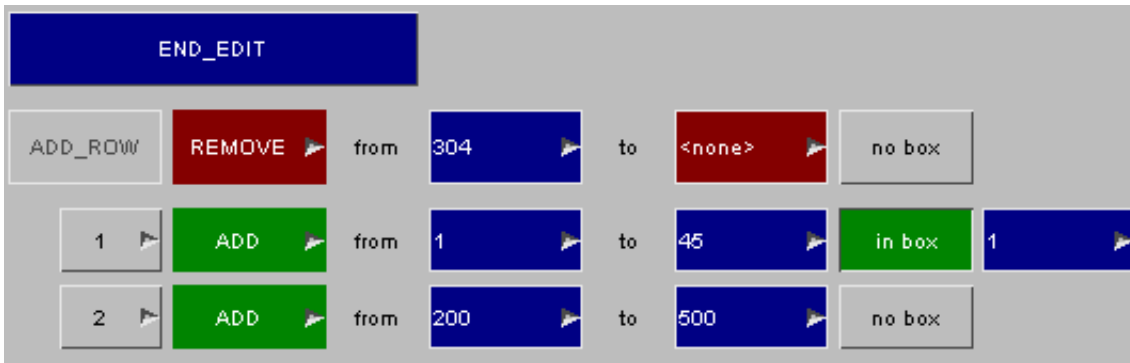 END_EDIT
ADD_ROW REMOVE from 304 to <none> no box
1 ADD from 1 to 45 in box 1
2 ADD from 200 to 500 no box